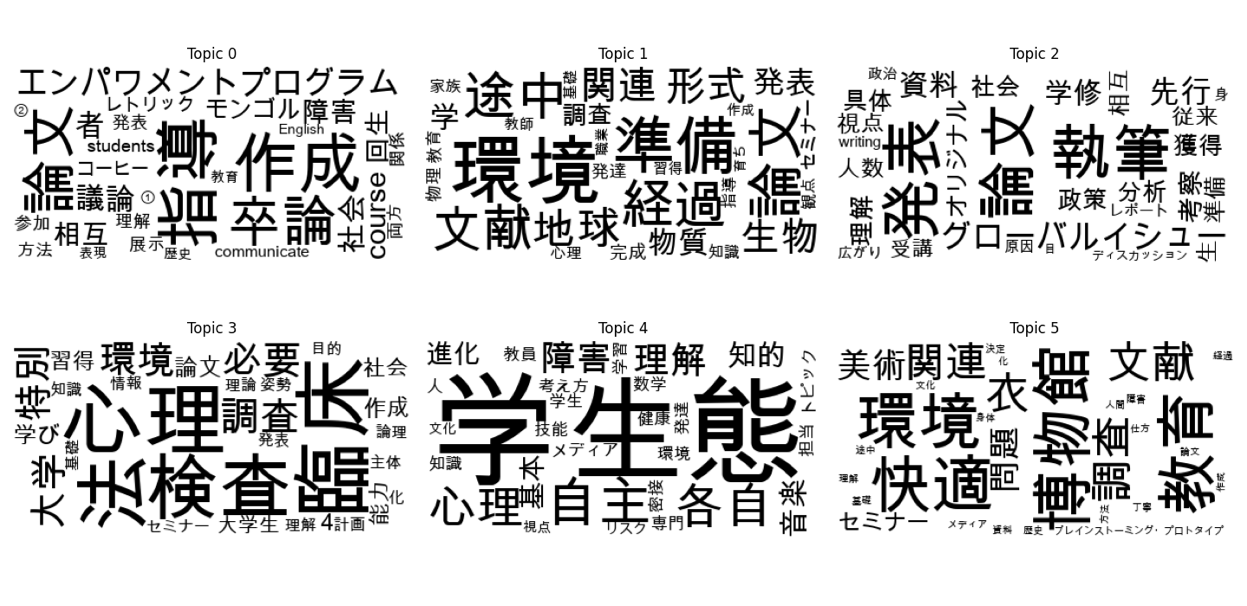 Topic 0
エンパワメントプログラム
②
レトリック
モンゴル
障害
論文
者
発表
English
students
指導
作成
回生
関係
コーヒー
教育
議論
①
卒論
社会
course
両方
参加
相互
理解
方法
表現
展示
歴史
communicate
Topic 1
家族
途中
基礎
関連
形式
発表
学
調査
作成
教師
準備
論文
セミナー
物理
教育
環境
職業
発達
習得
育ち
文献
地球
経過
指導
観点
物質
生物
心理
完成
知識
Topic 2
政治
資料
社会
学修
相互
先行
身
具体
従来
視点
発表
オリジナル
論文
執筆
獲得
writing
人数
政策
分析
考察
準備
レポート
理解
グローバルイシュー
原因
目
生
広がり
受講
ディスカッション
Topic 3
特別
習得
環境
論文
必要
目的
社会
知識
情報
理論
姿勢
臨床
心理
調査
作成
学び
発表
論理
基礎
大学
法
検査
主体
能力
化
セミナー
大学生
理解
4
計画
Topic 4
進化
教員
障害
学習
理解
知的
トピック
人
考え方
数学
学生
学
生態
文化
技能
健康
発達
メディア
環境
担当
知識
基本
心理
自主
密接
各自
音楽
視点
リスク
専門
Topic 5
美術
関連
決定
化
博物館
文献
経過
文化
衣
人間
障害
環境
身体
調査
仕方
教育
途中
問題
論文
理解
快適
基礎
方法
丁寧
作成
セミナー
メディア
資料
歴史
ブレインストーミング・プロトタイプ